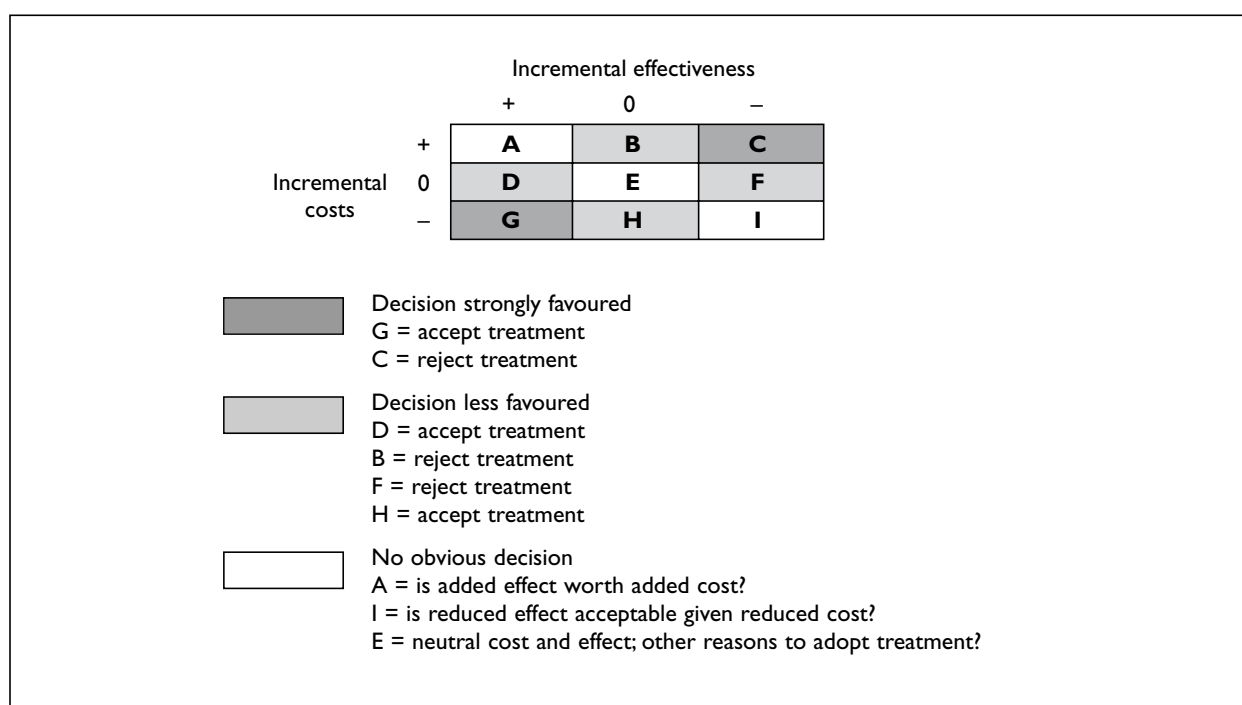 Incremental effectiveness
+ 0 –
+ A B C
Incremental costs
0 D E F
– G H I
Decision strongly favoured
G = accept treatment
C = reject treatment
Decision less favoured
D = accept treatment
B = reject treatment
F = reject treatment
H = accept treatment
No obvious decision
A = is added effect worth added cost?
I = is reduced effect acceptable given reduced cost?
E = neutral cost and effect; other reasons to adopt treatment?